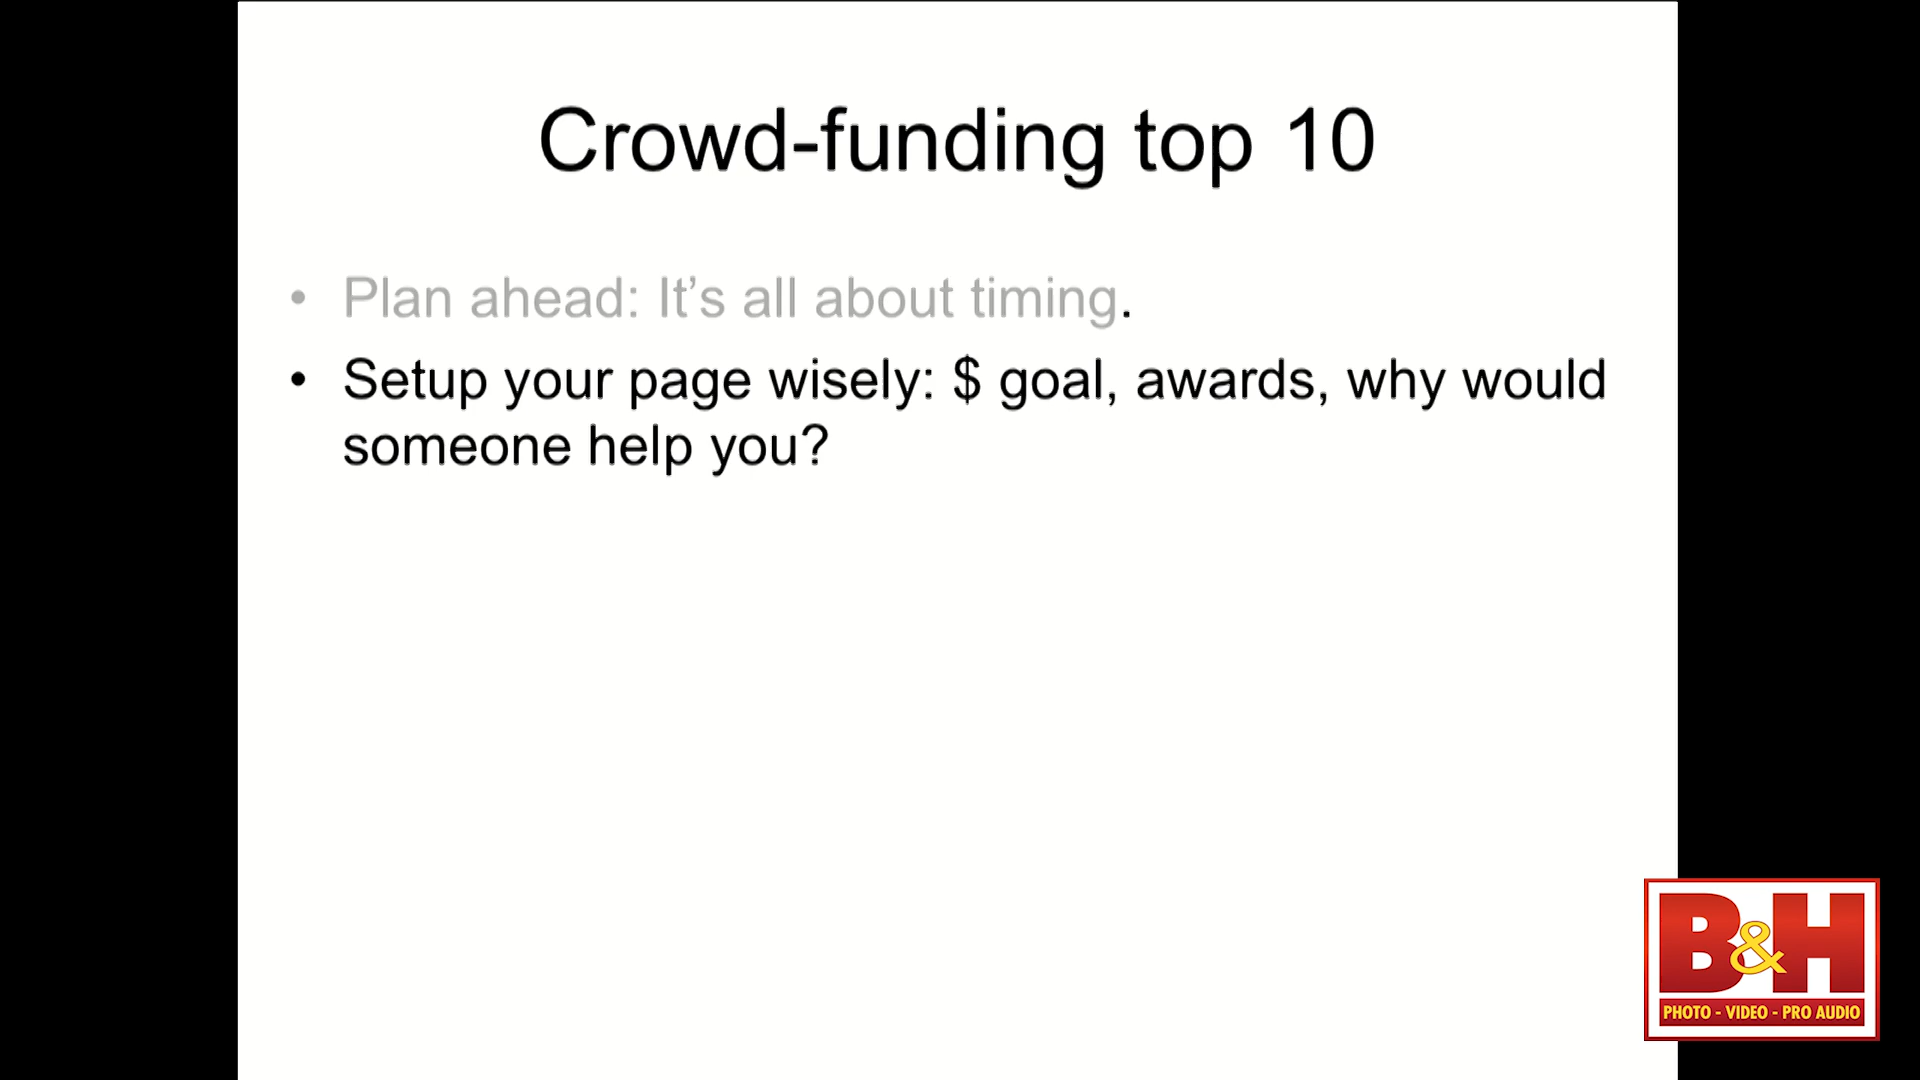 Crowd-funding top 10
• Plan ahead: It’s all about timing.
• Setup your page wisely: $ goal, awards, why would
someone help you?
B&H
PHOTO - VIDEO - PRO AUDIO